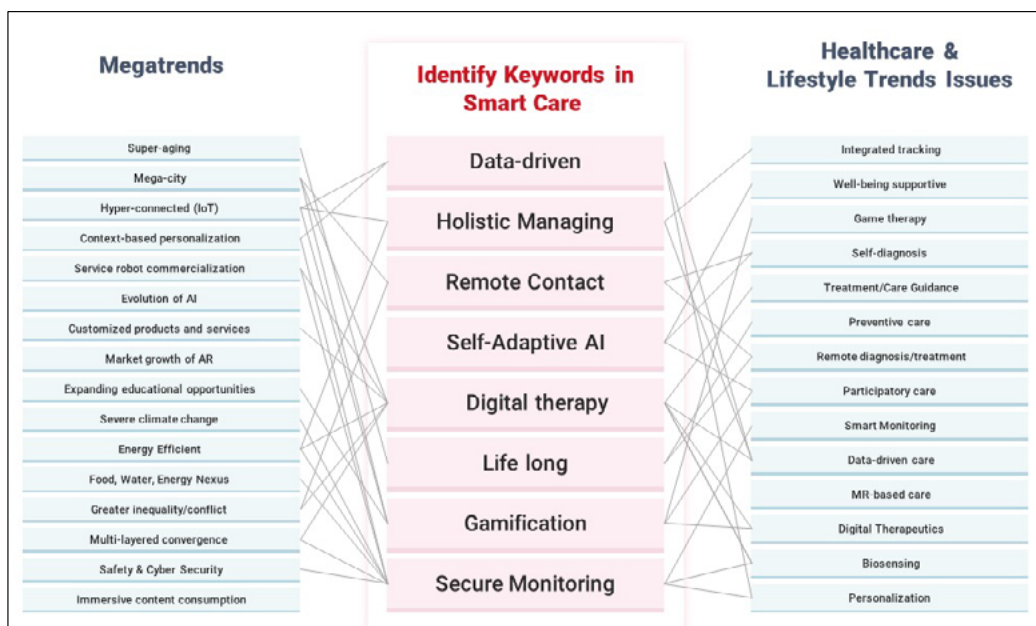 Megatrends
Super-aging
Mega-city
Hyper-connected (IoT)
Context-based personalization
Service robot commercialization
Evolution of AI
Customized products and services
Market growth of AR
Expanding educational opportunities
Severe climate change
Energy Efficient
Food, Water, Energy Nexus
Greater inequality/conflict
Multi-layered convergence
Safety & Cyber Security
Immersive content consumption
Identify Keywords in
Smart Care
Data-driven
Holistic Managing
Remote Contact
Self-Adaptive AI
Digital therapy
Life long
Gamification
Secure Monitoring
Healthcare &
Lifestyle Trends Issues
Integrated tracking
Well-being supportive
Game therapy
Self-diagnosis
Treatment/Care Guidance
Preventive care
Remote diagnosis/treatment
Participatory care
Smart Monitoring
Data-driven care
MR-based care
Digital Therapeutics
Biosensing
Personalization